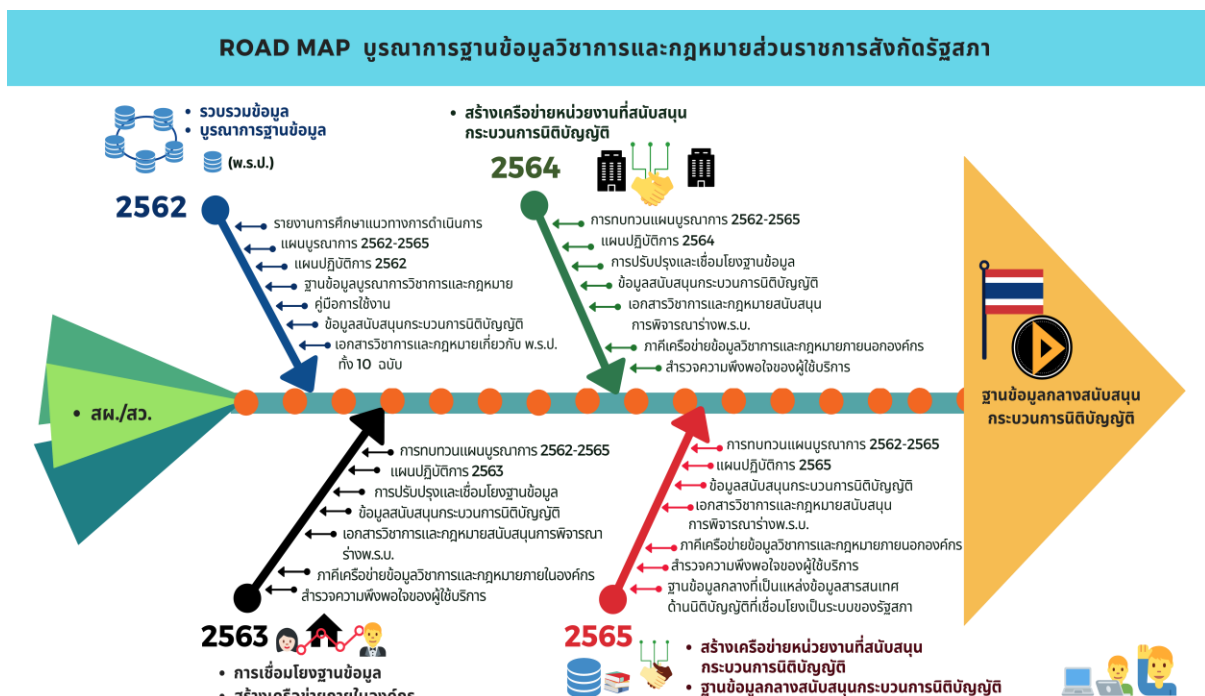 ROAD MAP บูรณาการฐานข้อมูลวิชาการและกฎหมายส่วนราชการสังกัดรัฐสภา
• รวบรวมข้อมูล
• บูรณาการฐานข้อมูล
(พ.ร.ป.)
2562
รายงานการศึกษาแนวทางการดำเนินการ
แผนบูรณาการ 2562-2565
แผนปฏิบัติการ 2562
ฐานข้อมูลบูรณาการวิชาการและกฎหมาย
คู่มือการใช้งาน
ข้อมูลสนับสนุนกระบวนการนิติบัญญัติ
เอกสารวิชาการและกฎหมายเกี่ยวกับ พ.ร.ป.
ทั้ง 10 ฉบับ
• สร้างเครือข่ายหน่วยงานที่สนับสนุน
กระบวนการนิติบัญญัติ
2564
การทบทวนแผนบูรณาการ 2562-2565
แผนปฏิบัติการ 2564
การปรับปรุงและเชื่อมโยงฐานข้อมูล
ข้อมูลสนับสนุนกระบวนการนิติบัญญัติ
เอกสารวิชาการและกฎหมายสนับสนุน
การพิจารณาร่างพ.ร.บ.
ภาคีเครือข่ายข้อมูลวิชาการและกฎหมายภายนอกองค์กร
สำรวจความพึงพอใจของผู้ใช้บริการ
• สผ./สว.
ฐานข้อมูลกลางสนับสนุน
กระบวนการนิติบัญญัติ
การทบทวนแผนบูรณาการ 2562-2565
แผนปฏิบัติการ 2563
การปรับปรุงและเชื่อมโยงฐานข้อมูล
ข้อมูลสนับสนุนกระบวนการนิติบัญญัติ
เอกสารวิชาการและกฎหมายสนับสนุนการพิจารณา
ร่างพ.ร.บ.
ภาคีเครือข่ายข้อมูลวิชาการและกฎหมายภายในองค์กร
สำรวจความพึงพอใจของผู้ใช้บริการ
2563
• การเชื่อมโยงฐานข้อมูล
• สร้างเครือข่ายภายในองค์กร
การทบทวนแผนบูรณาการ 2562-2565
แผนปฏิบัติการ 2565
ข้อมูลสนับสนุนกระบวนการนิติบัญญัติ
เอกสารวิชาการและกฎหมายสนับสนุน
การพิจารณาร่างพ.ร.บ.
ภาคีเครือข่ายข้อมูลวิชาการและกฎหมายภายนอกองค์กร
สำรวจความพึงพอใจของผู้ใช้บริการ
ฐานข้อมูลกลางที่เป็นแหล่งข้อมูลสารสนเทศ
ด้านนิติบัญญัติที่เชื่อมโยงเป็นระบบของรัฐสภา
2565
• สร้างเครือข่ายหน่วยงานที่สนับสนุน
กระบวนการนิติบัญญัติ
• ฐานข้อมูลกลางสนับสนุนกระบวนการนิติบัญญัติ